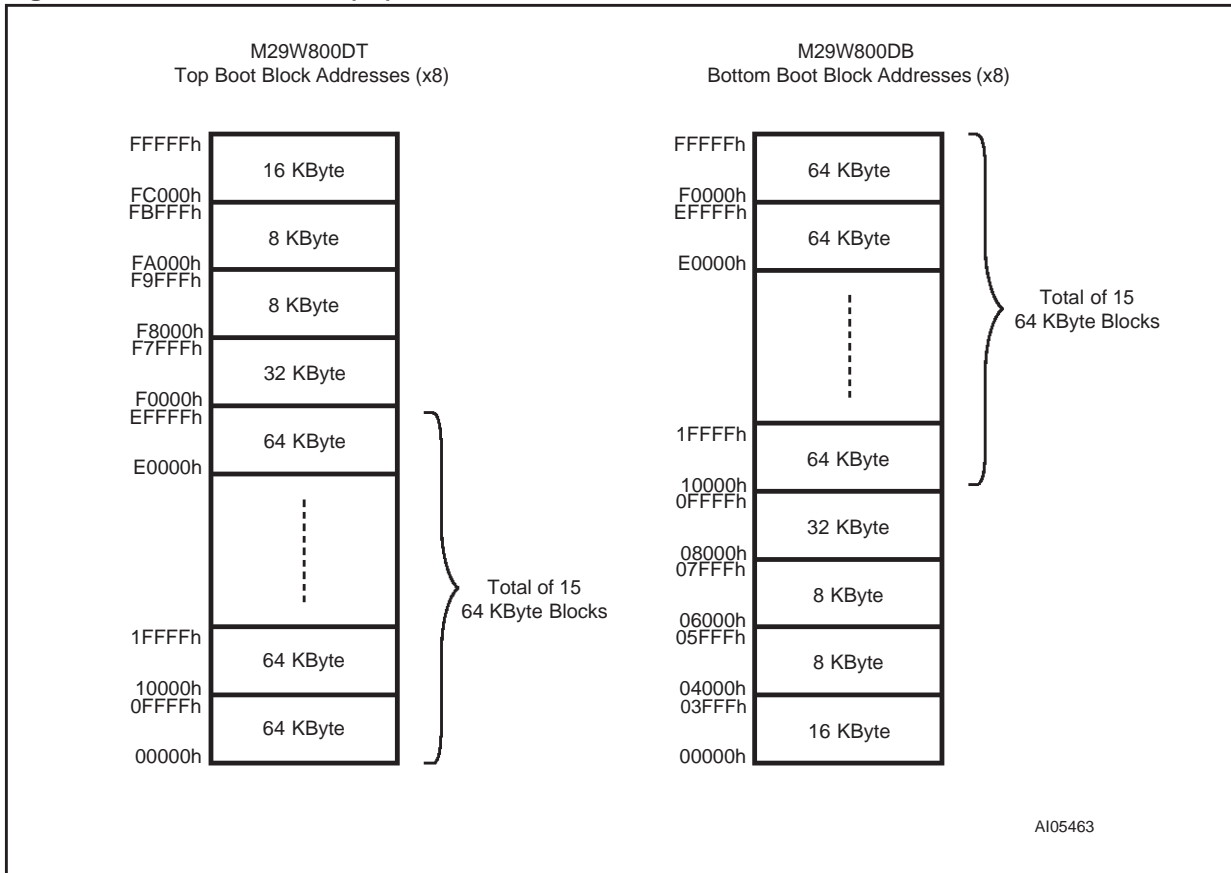 M29W800DT
Top Boot Block Addresses (x8)
FFFFFh
16 KByte
FC000h
FBFFFh
8 KByte
FA000h
F9FFFh
8 KByte
F8000h
F7FFFh
32 KByte
F0000h
EFFFFh
64 KByte
E0000h
Total of 15
64 KByte Blocks
1FFFFh
64 KByte
10000h
0FFFFh
64 KByte
00000h
M29W800DB
Bottom Boot Block Addresses (x8)
FFFFFh
64 KByte
F0000h
EFFFFh
64 KByte
E0000h
Total of 15
64 KByte Blocks
1FFFFh
64 KByte
10000h
0FFFFh
32 KByte
08000h
07FFFh
8 KByte
06000h
05FFFh
8 KByte
04000h
03FFFh
16 KByte
00000h
AI05463